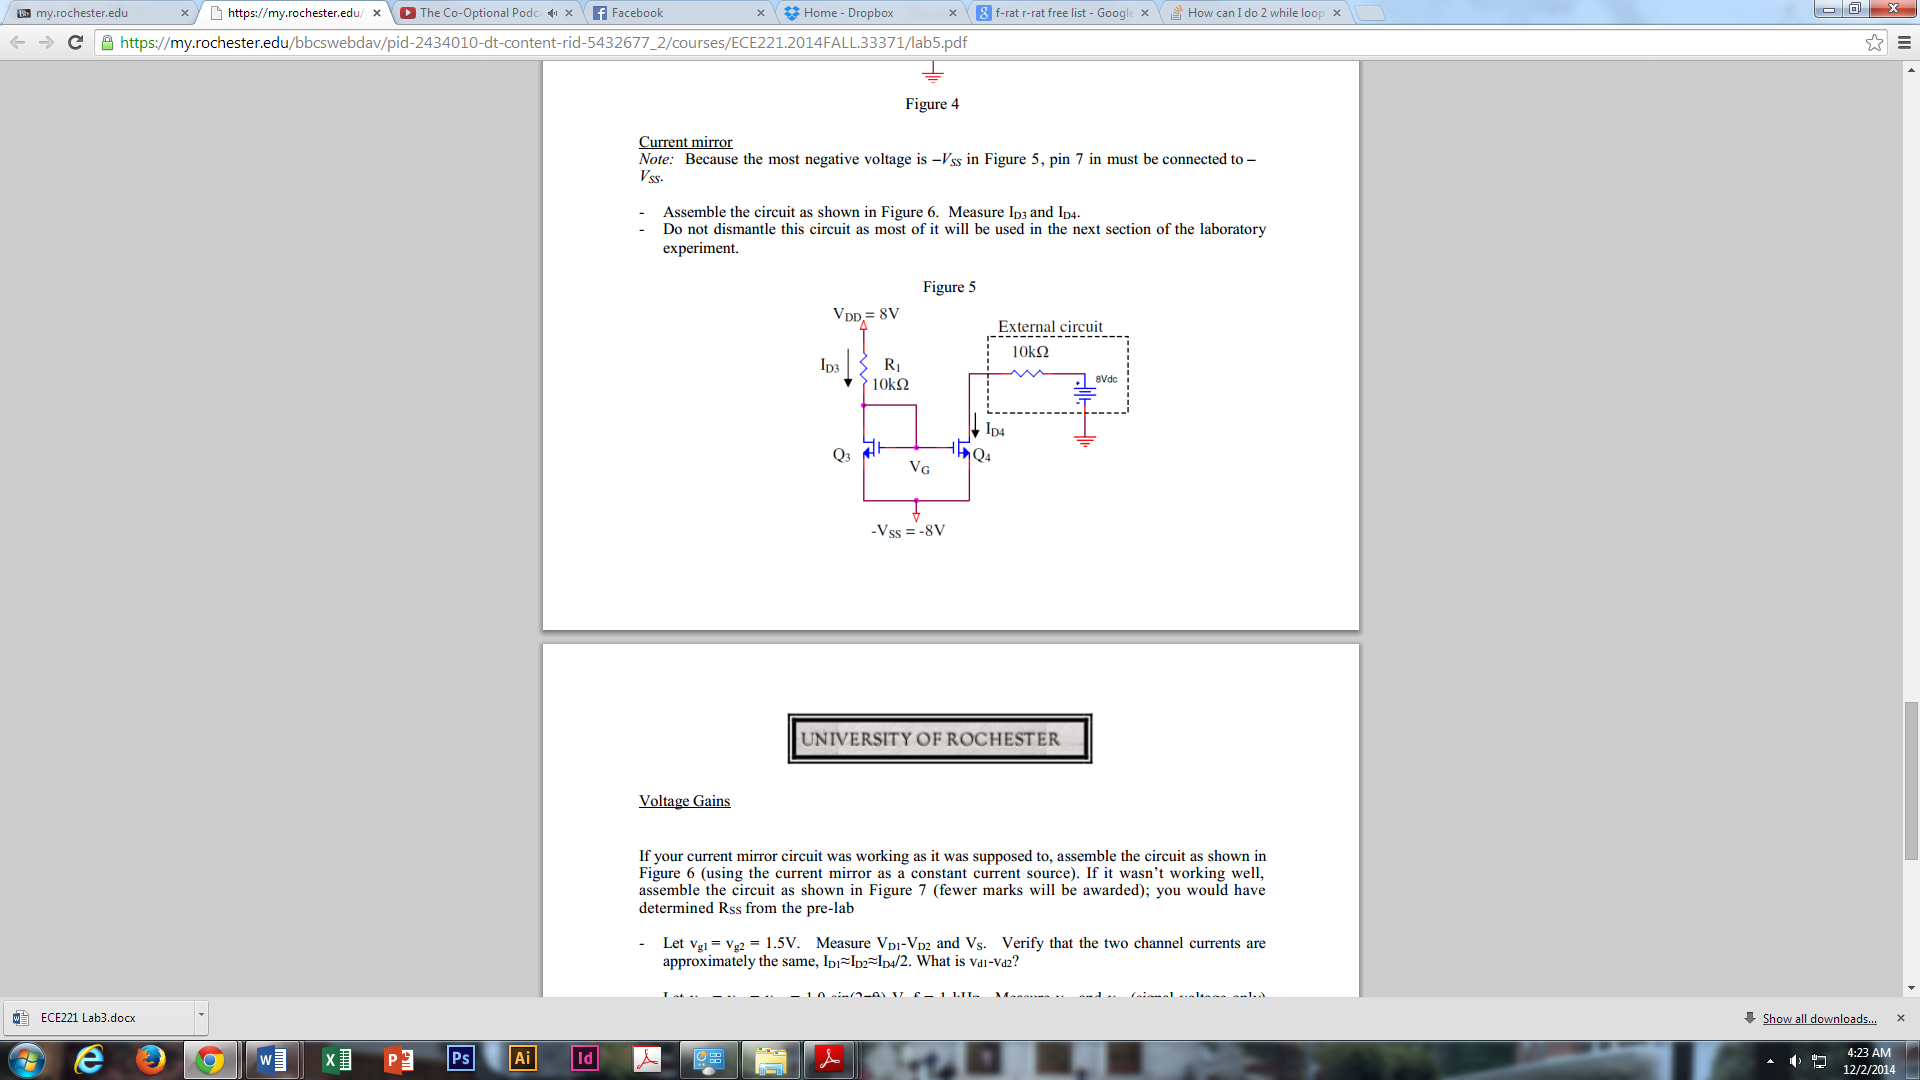 my.rochester.edu
https://my.rochester.edu/
The Co-Optional Podc
Facebook
Home - Dropbox
f-rat r-rat free list - Google
How can I do 2 while loop
https://my.rochester.edu/bbcswebdav/pid-2434010-dt-content-rid-5432677_2/courses/ECE221.2014FALL.33371/lab5.pdf
Figure 4
Current mirror
Note: Because the most negative voltage is –VSS in Figure 5, pin 7 in must be connected to –
VSS.
- Assemble the circuit as shown in Figure 6. Measure ID3 and ID4.
- Do not dismantle this circuit as most of it will be used in the next section of the laboratory
experiment.
Figure 5
VDD = 8V
External circuit
10kΩ
ID3
R1
10kΩ
8Vdc
+
-
ID4
Q3
VG
Q4
-VSS = -8V
UNIVERSITY OF ROCHESTER
Voltage Gains
If your current mirror circuit was working as it was supposed to, assemble the circuit as shown in
Figure 6 (using the current mirror as a constant current source). If it wasn't working well,
assemble the circuit as shown in Figure 7 (fewer marks will be awarded); you would have
determined RSS from the pre-lab
- Let vg1 = vg2 = 1.5V. Measure VD1-VD2 and VS. Verify that the two channel currents are
approximately the same, ID1≈ID2≈ID4/2. What is vd1-vd2?
ECE221 Lab3.docx
Show all downloads...
Ps
Ai
Id
4:23 AM
12/2/2014